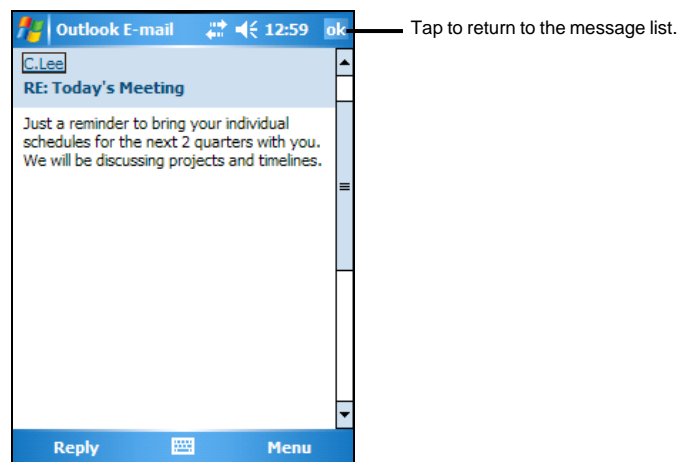 Outlook E-mail 12:59 ok
Tap to return to the message list.
C.Lee
RE: Today's Meeting
Just a reminder to bring your individual
schedules for the next 2 quarters with you.
We will be discussing projects and timelines.
Reply Menu